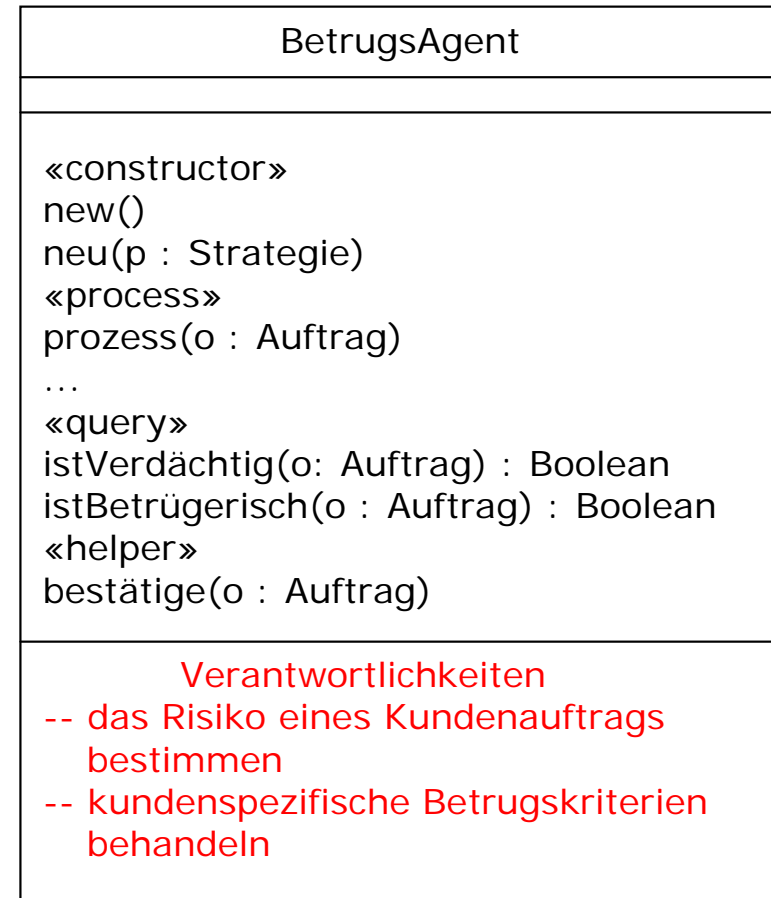 BetrugsAgent
«constructor»
new()
neu(p : Strategie)
«process»
prozess(o : Auftrag)
...
«query»
istVerdächtig(o: Auftrag) : Boolean
istBetrügerisch(o : Auftrag) : Boolean
«helper»
bestätige(o : Auftrag)
Verantwortlichkeiten
-- das Risiko eines Kundenauftrags
bestimmen
-- kundenspezifische Betrugskriterien
behandeln